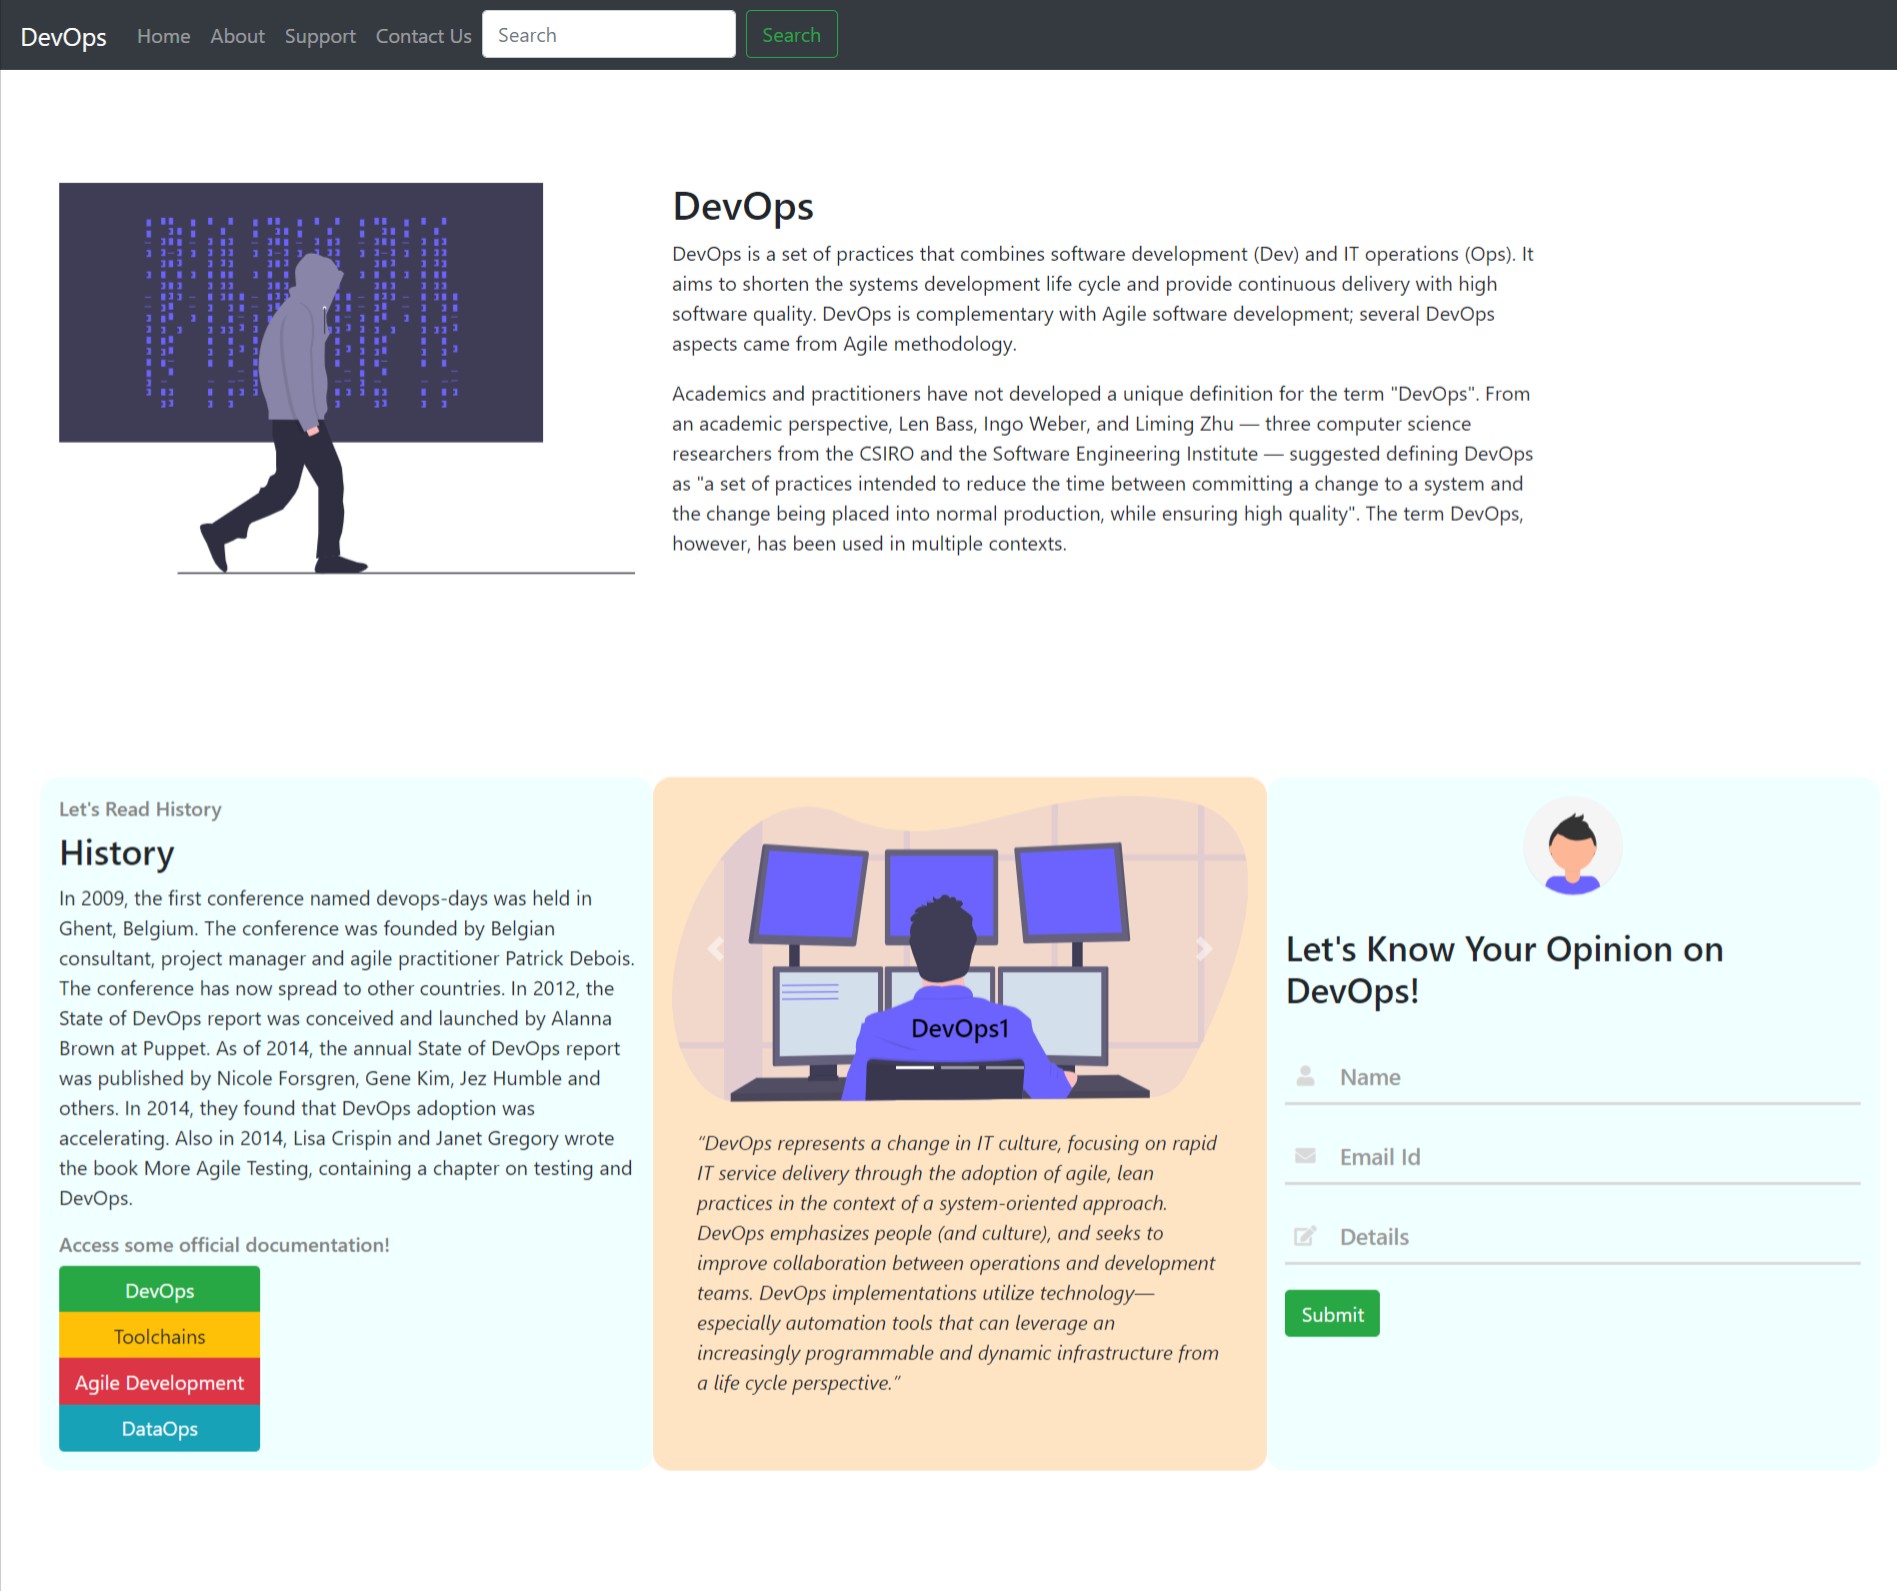 DevOps Home About Support Contact Us Search Search
DevOps
DevOps is a set of practices that combines software development (Dev) and IT operations (Ops). It
aims to shorten the systems development life cycle and provide continuous delivery with high
software quality. DevOps is complementary with Agile software development; several DevOps
aspects came from Agile methodology.
Academics and practitioners have not developed a unique definition for the term "DevOps". From
an academic perspective, Len Bass, Ingo Weber, and Liming Zhu — three computer science
researchers from the CSIRO and the Software Engineering Institute — suggested defining DevOps
as "a set of practices intended to reduce the time between committing a change to a system and
the change being placed into normal production, while ensuring high quality". The term DevOps,
however, has been used in multiple contexts.
Let's Read History
History
In 2009, the first conference named devops-days was held in
Ghent, Belgium. The conference was founded by Belgian
consultant, project manager and agile practitioner Patrick Debois.
The conference has now spread to other countries. In 2012, the
State of DevOps report was conceived and launched by Alanna
Brown at Puppet. As of 2014, the annual State of DevOps report
was published by Nicole Forsgren, Gene Kim, Jez Humble and
others. In 2014, they found that DevOps adoption was
accelerating. Also in 2014, Lisa Crispin and Janet Gregory wrote
the book More Agile Testing, containing a chapter on testing and
DevOps.
Access some official documentation!
DevOps
Toolchains
Agile Development
DataOps
DevOps1
“DevOps represents a change in IT culture, focusing on rapid
IT service delivery through the adoption of agile, lean
practices in the context of a system-oriented approach.
DevOps emphasizes people (and culture), and seeks to
improve collaboration between operations and development
teams. DevOps implementations utilize technology—
especially automation tools that can leverage an
increasingly programmable and dynamic infrastructure from
a life cycle perspective.”
Let's Know Your Opinion on
DevOps!
Name
Email Id
Details
Submit